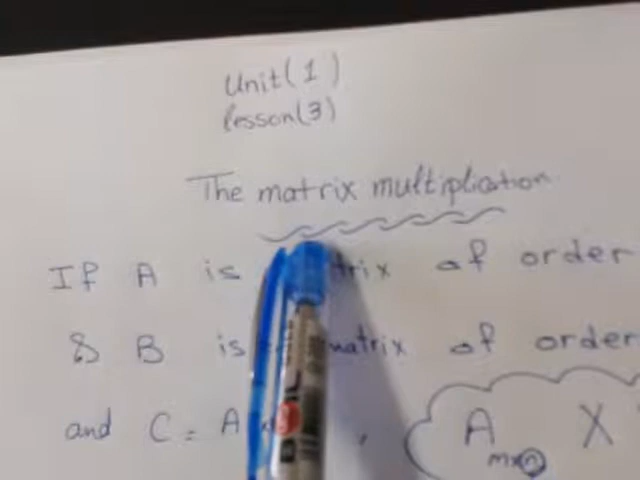 Unit(1)
lesson(3)
The matrix multiplication
If A is matrix of order
& B is matrix of order
and C = A , A m×n X